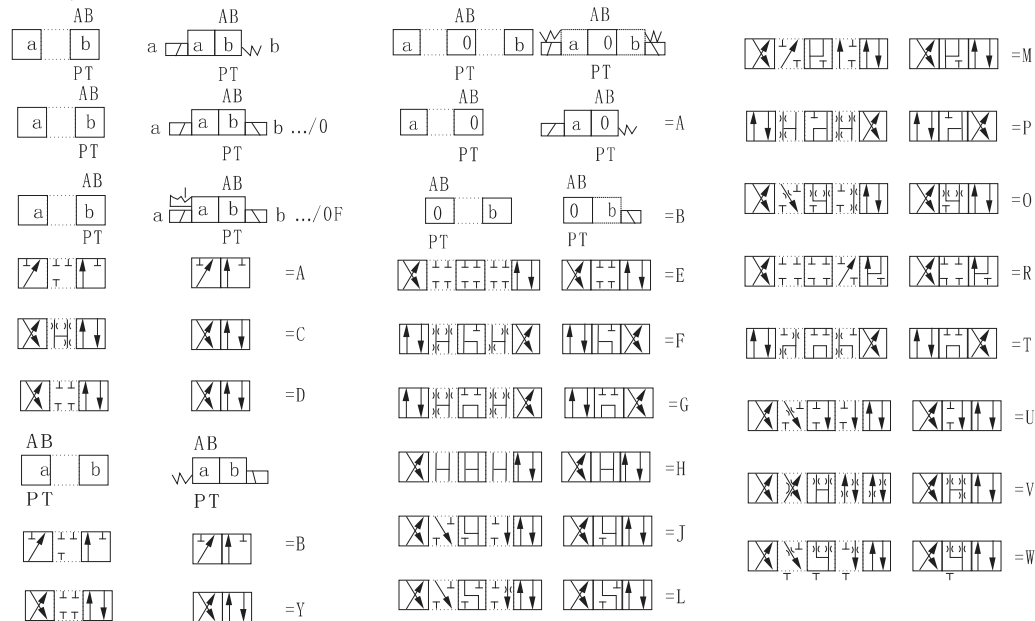 AB
a b
PT
AB
a a b b
PT
AB
a b
PT
AB
a a b b .../0
PT
AB
a b
PT
AB
a a b b .../0F
PT
=A
=C
=D
AB
a b
PT
AB
a b
PT
=B
=Y
AB
a 0 b
PT
AB
a 0 b
PT
AB
a 0
PT
AB
a 0 =A
PT
AB
0 b
PT
AB
0 b =B
PT
=E
=F
=G
=H
=J
=L
=M
=P
=O
=R
=T
=U
=V
=W